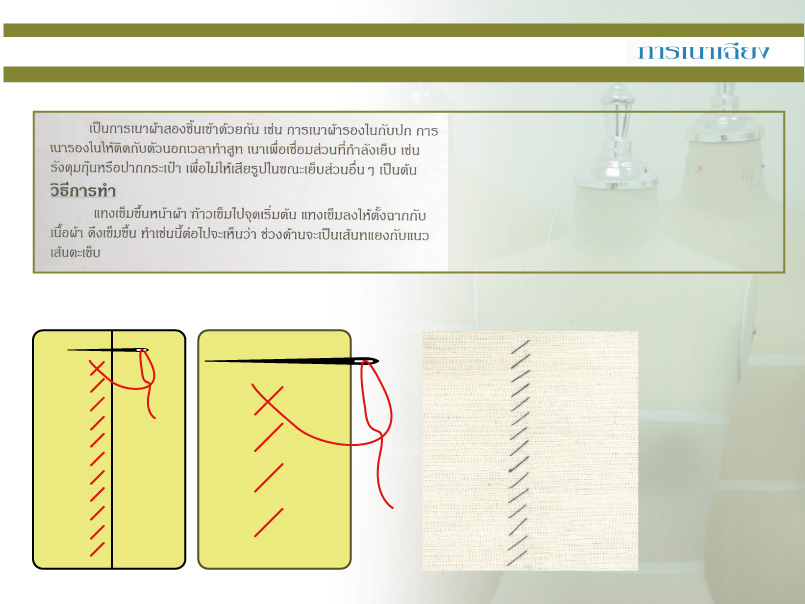 การเนาเฉียง
เป็นการเนาผ้าสองชิ้นเข้าด้วยกัน เช่น การเนาผ้ารองในกับปก การ
เนารองในให้ติดกับตัวนอกเวลาทำสูท เนาเพื่อเชื่อมส่วนที่กำลังเย็บ เช่น
รังดุมกุ๊นหรือปากกระเป๋า เพื่อไม่ให้เสียรูปในขณะเย็บส่วนอื่น ๆ เป็นต้น
วิธีการทำ
แทงเข็มขึ้นหน้าผ้า ก้าวเข็มไปจุดเริ่มต้น แทงเข็มลงให้ตั้งฉากกับ
เนื้อผ้า ดึงเข็มขึ้น ทำเช่นนี้ต่อไปจะเห็นว่า ช่วงด้านจะเป็นเส้นทแยงกับแนว
เส้นตะเข็บ